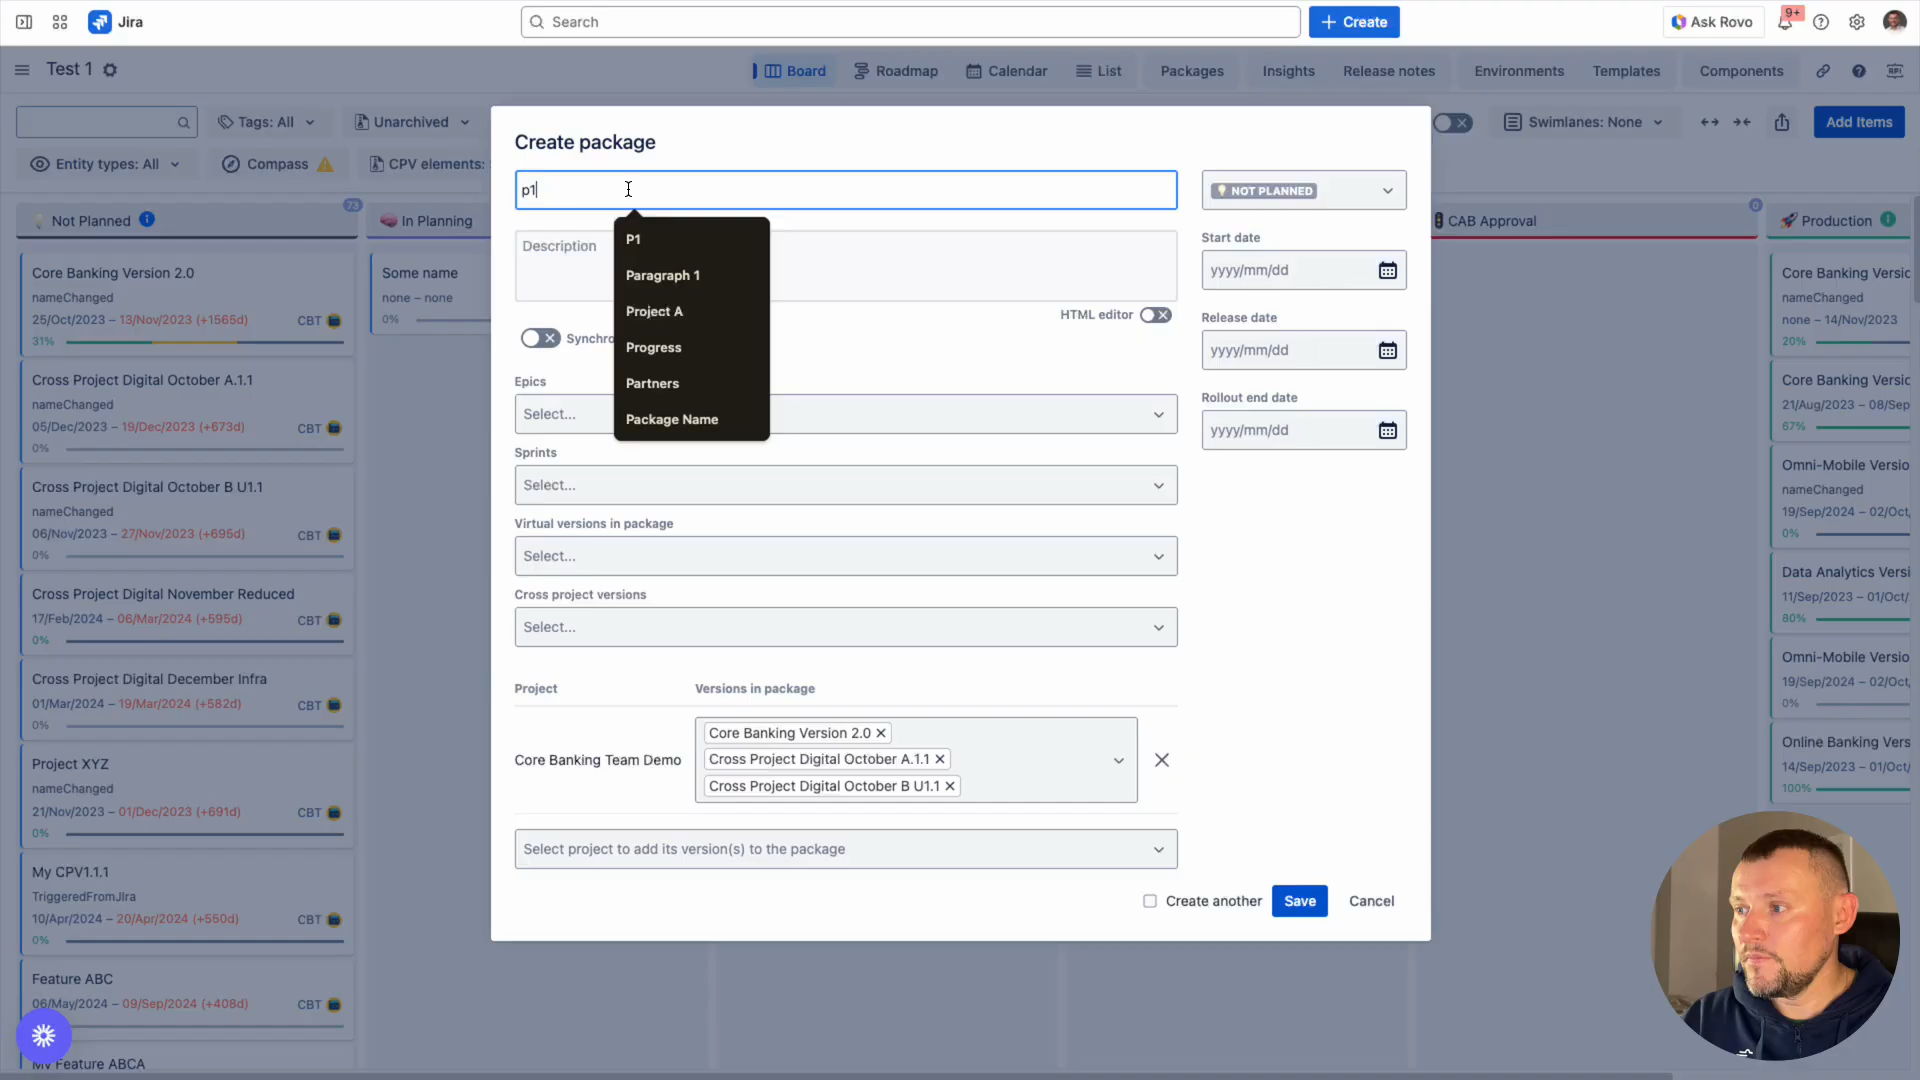 Jira
Search
Create
Ask Rovo
9+
Test 1
Board
Roadmap
Calendar
List
Packages
Insights
Release notes
Environments
Templates
Components
Tags: All
Unarchived
Swimlanes: None
Add Items
Entity types: All
Compass
CPV elements:
Not Planned
73
In Planning
CAB Approval
0
Production
Core Banking Version 2.0
nameChanged
25/Oct/2023 – 13/Nov/2023 (+1565d)
CBT
31%
Cross Project Digital October A.1.1
nameChanged
05/Dec/2023 – 19/Dec/2023 (+673d)
CBT
0%
Cross Project Digital October B U1.1
nameChanged
06/Nov/2023 – 27/Nov/2023 (+695d)
CBT
0%
Cross Project Digital November Reduced
17/Feb/2024 – 06/Mar/2024 (+595d)
CBT
0%
Cross Project Digital December Infra
01/Mar/2024 – 19/Mar/2024 (+582d)
CBT
0%
Project XYZ
nameChanged
21/Nov/2023 – 01/Dec/2023 (+691d)
CBT
0%
My CPV1.1.1
TriggeredFromJIra
10/Apr/2024 – 20/Apr/2024 (+550d)
CBT
0%
Feature ABC
06/May/2024 – 09/Sep/2024 (+408d)
CBT
My Feature ABCA
Some name
none – none
0%
Create package
p1
NOT PLANNED
Description
P1
Paragraph 1
Project A
Progress
Partners
Package Name
HTML editor
Synchro
Start date
yyyy/mm/dd
Release date
yyyy/mm/dd
Rollout end date
yyyy/mm/dd
Epics
Select...
Sprints
Select...
Virtual versions in package
Select...
Cross project versions
Select...
Project
Versions in package
Core Banking Team Demo
Core Banking Version 2.0
Cross Project Digital October A.1.1
Cross Project Digital October B U1.1
Select project to add its version(s) to the package
Create another
Save
Cancel
Core Banking Versic
nameChanged
none – 14/Nov/2023
20%
Core Banking Versic
21/Aug/2023 – 08/Sep
67%
Omni-Mobile Versio
nameChanged
19/Sep/2024 – 02/Oct,
0%
Data Analytics Versi
11/Sep/2023 – 01/Oct/
80%
Omni-Mobile Versio
19/Sep/2024 – 02/Oct,
0%
Online Banking Vers
14/Sep/2023 – 01/Oct/
100%